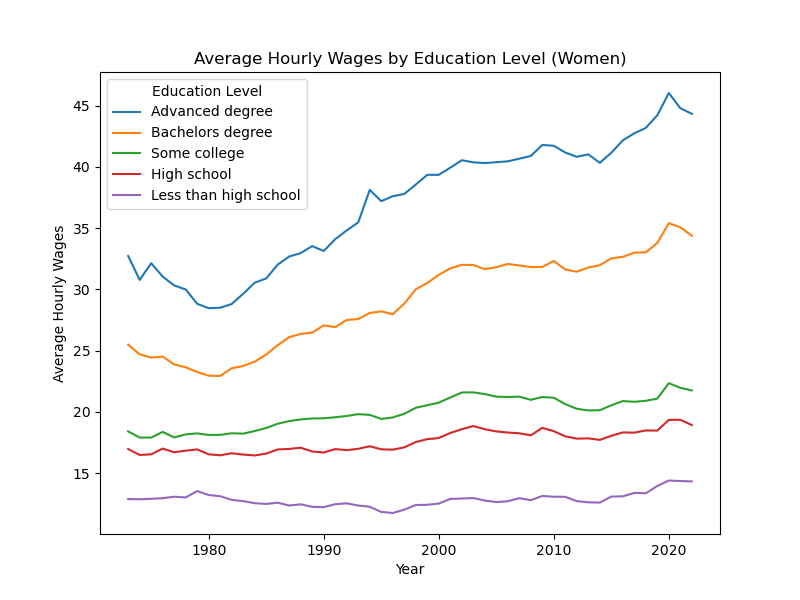 Average Hourly Wages by Education Level (Women)
Education Level
Advanced degree
Bachelors degree
Some college
High school
Less than high school
Average Hourly Wages
45
40
35
30
25
20
15
1980 1990 2000 2010 2020
Year